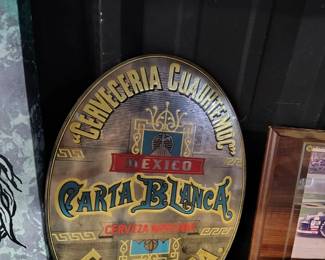 "CERVECERIA CUAUHTEMOC"
MEXICO
CARTA BLANCA
CERVEZA